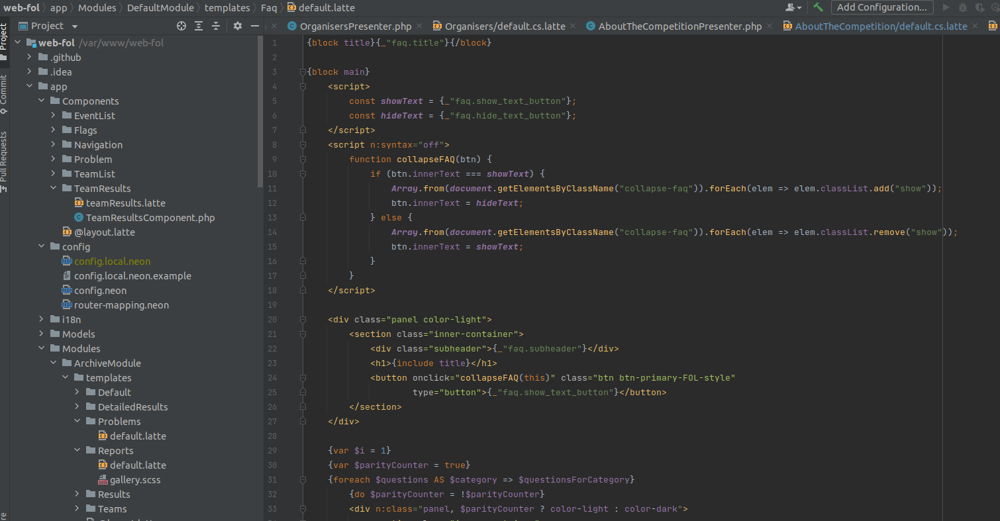 web-fol app Modules DefaultModule templates Faq default.latte Add Configuration...
Project OrganisersPresenter.php Organisers/default.cs.latte AboutTheCompetitionPresenter.php AboutTheCompetition/default.cs.latte
Project
Commit
Pull Requests
web-fol /var/www/web-fol
.github
.idea
app
Components
EventList
Flags
Navigation
Problem
TeamList
TeamResults
teamResults.latte
TeamResultsComponent.php
@layout.latte
config
config.local.neon
config.local.neon.example
config.neon
router-mapping.neon
i18n
Models
Modules
ArchiveModule
templates
Default
DetailedResults
Problems
default.latte
Reports
default.latte
gallery.scss
Results
Teams
1 {block title}{_"faq.title"}{/block}
2
3 {block main}
4 <script>
5 const showText = {_"faq.show_text_button"};
6 const hideText = {_"faq.hide_text_button"};
7 </script>
8 <script n:syntax="off">
9 function collapseFAQ(btn) {
10 if (btn.innerText === showText) {
11 Array.from(document.getElementsByClassName("collapse-faq")).forEach(elem => elem.classList.add("show"));
12 btn.innerText = hideText;
13 } else {
14 Array.from(document.getElementsByClassName("collapse-faq")).forEach(elem => elem.classList.remove("show"));
15 btn.innerText = showText;
16 }
17 }
18 </script>
19
20 <div class="panel color-light">
21 <section class="inner-container">
22 <div class="subheader">{_"faq.subheader"}</div>
23 <h1>{include title}</h1>
24 <button onclick="collapseFAQ(this)" class="btn btn-primary-FOL-style"
25 type="button">{_"faq.show_text_button"}</button>
26 </section>
27 </div>
28
29 {var $i = 1}
30 {var $parityCounter = true}
31 {foreach $questions AS $category => $questionsForCategory}
32 {do $parityCounter = !$parityCounter}
33 <div n:class="panel, $parityCounter ? color-light : color-dark">